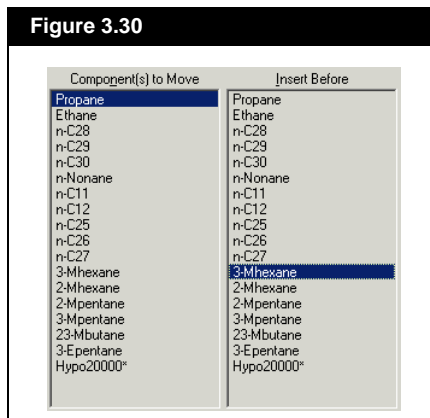 Figure 3.30
Component(s) to Move
Propane
Ethane
n-C28
n-C29
n-C30
n-Nonane
n-C11
n-C12
n-C25
n-C26
n-C27
3-Mhexane
2-Mhexane
2-Mpentane
3-Mpentane
23-Mbutane
3-Epentane
Hypo20000*
Insert Before
Propane
Ethane
n-C28
n-C29
n-C30
n-Nonane
n-C11
n-C12
n-C25
n-C26
n-C27
3-Mhexane
2-Mhexane
2-Mpentane
3-Mpentane
23-Mbutane
3-Epentane
Hypo20000*